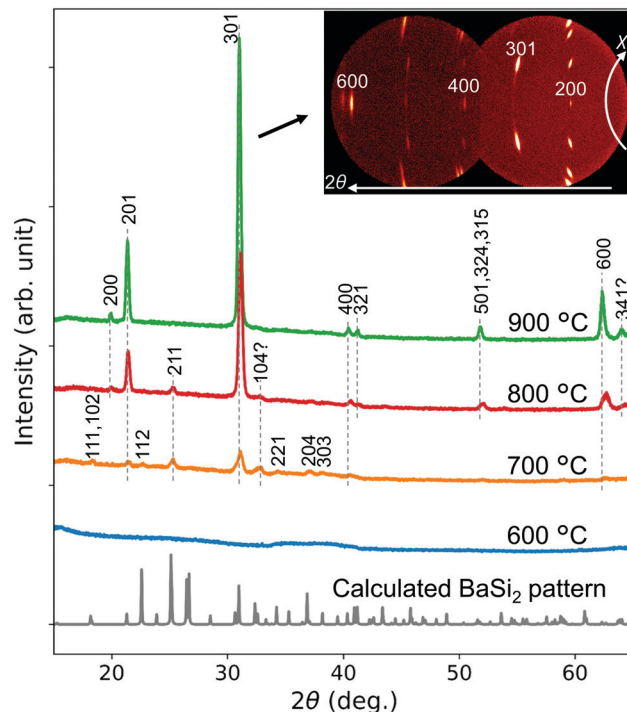 301
301
X
600
400
200
2θ
201
200
400
321
501,324,315
600
341?
900 °C
211
104?
800 °C
111,102
112
221
204
303
700 °C
600 °C
Calculated BaSi₂ pattern
Intensity (arb. unit)
20
30
40
50
60
2θ (deg.)